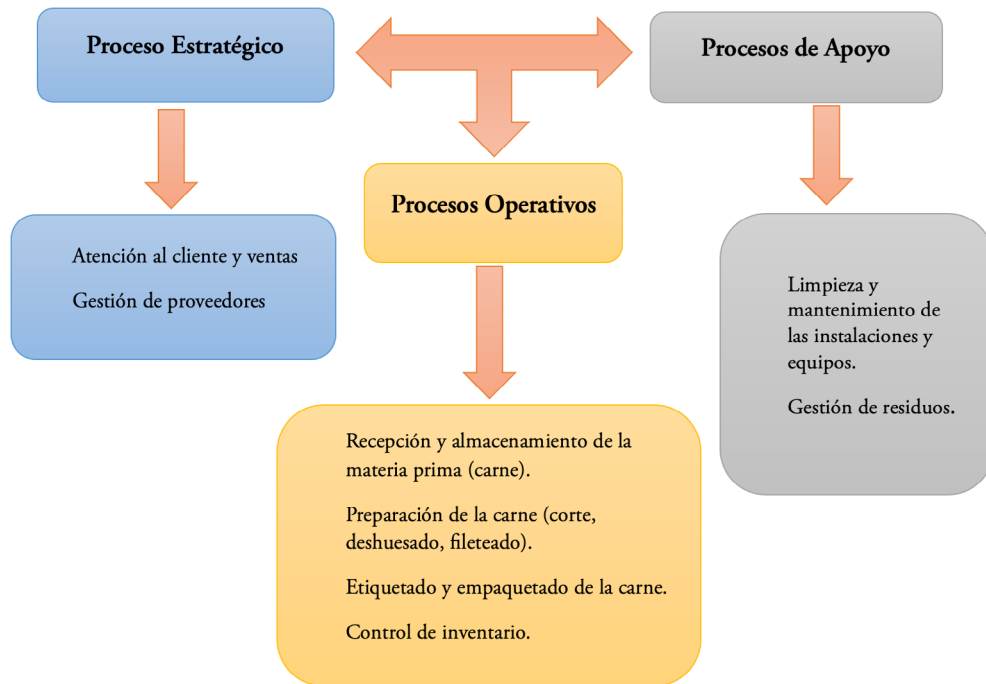 Proceso Estratégico
Procesos de Apoyo
Procesos Operativos
Atención al cliente y ventas
Gestión de proveedores
Limpieza y
mantenimiento de
las instalaciones y
equipos.
Gestión de residuos.
Recepción y almacenamiento de la
materia prima (carne).
Preparación de la carne (corte,
deshuesado, fileteado).
Etiquetado y empaquetado de la carne.
Control de inventario.